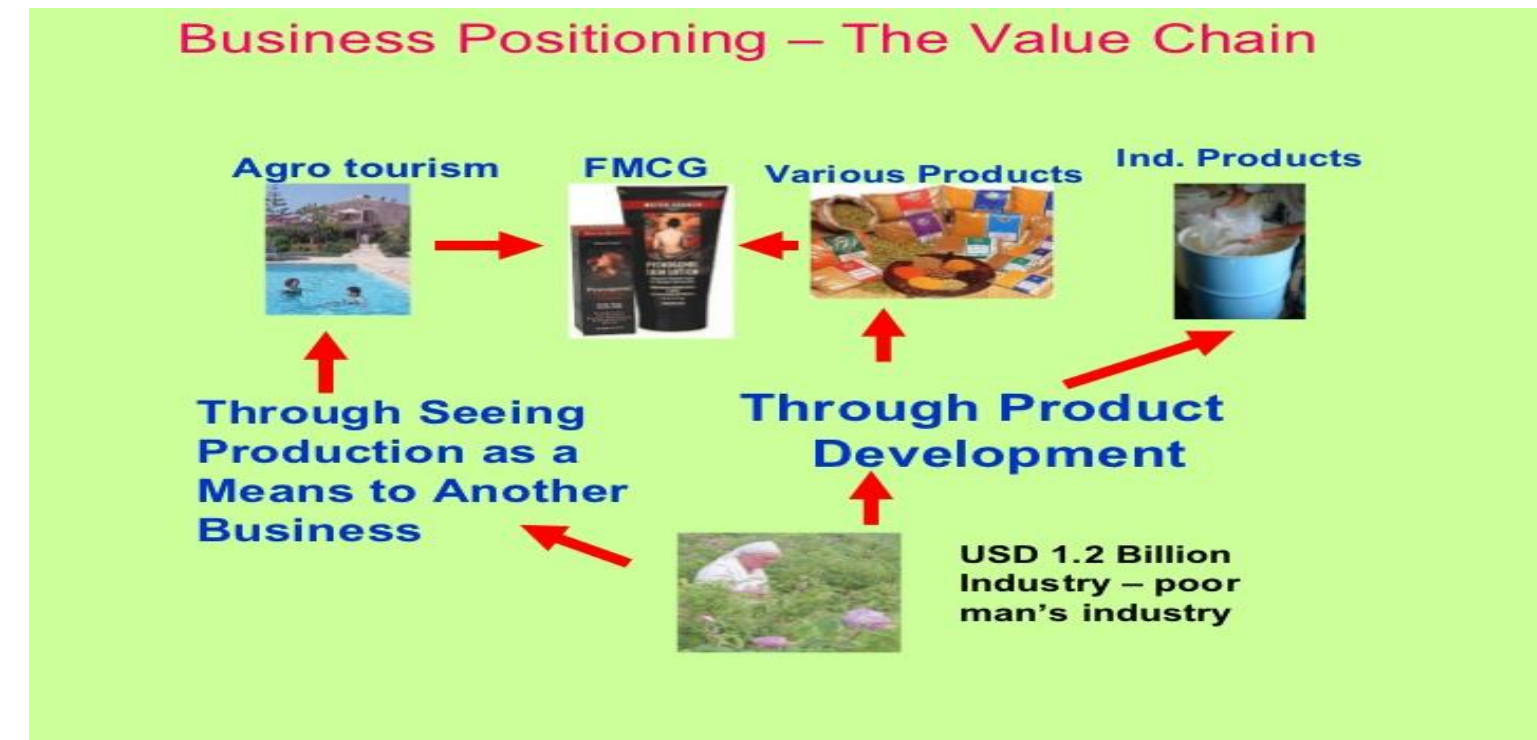 Business Positioning – The Value Chain
Agro tourism
FMCG
Various Products
Ind. Products
Through Seeing
Production as a
Means to Another
Business
Through Product
Development
USD 1.2 Billion
Industry – poor
man's industry